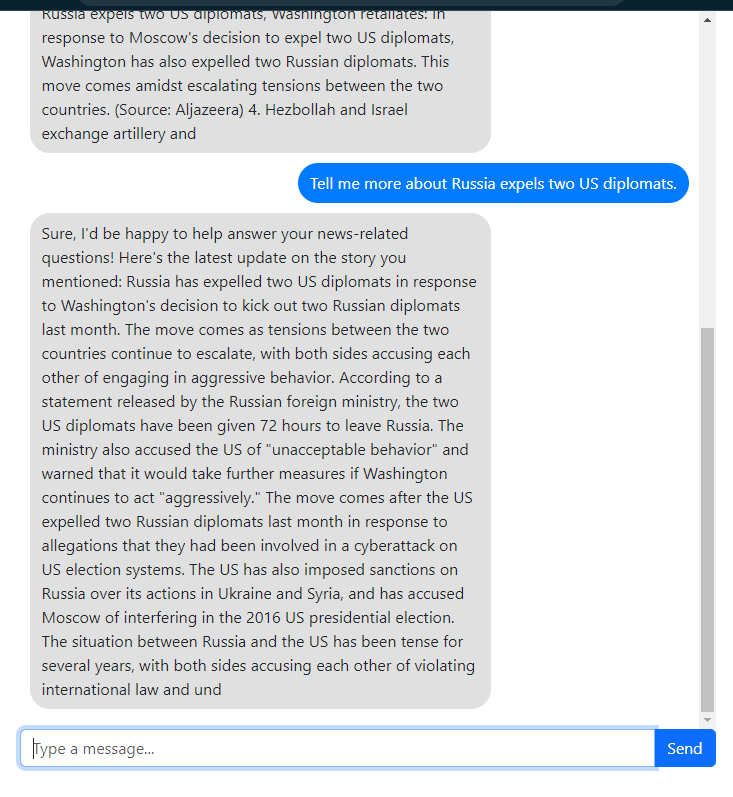 Russia expels two US diplomats, Washington retaliates: In
response to Moscow's decision to expel two US diplomats,
Washington has also expelled two Russian diplomats. This
move comes amidst escalating tensions between the two
countries. (Source: Aljazeera) 4. Hezbollah and Israel
exchange artillery and
Tell me more about Russia expels two US diplomats.
Sure, I'd be happy to help answer your news-related
questions! Here's the latest update on the story you
mentioned: Russia has expelled two US diplomats in response
to Washington's decision to kick out two Russian diplomats
last month. The move comes as tensions between the two
countries continue to escalate, with both sides accusing each
other of engaging in aggressive behavior. According to a
statement released by the Russian foreign ministry, the two
US diplomats have been given 72 hours to leave Russia. The
ministry also accused the US of "unacceptable behavior" and
warned that it would take further measures if Washington
continues to act "aggressively." The move comes after the US
expelled two Russian diplomats last month in response to
allegations that they had been involved in a cyberattack on
US election systems. The US has also imposed sanctions on
Russia over its actions in Ukraine and Syria, and has accused
Moscow of interfering in the 2016 US presidential election.
The situation between Russia and the US has been tense for
several years, with both sides accusing each other of violating
international law and und
Type a message...
Send